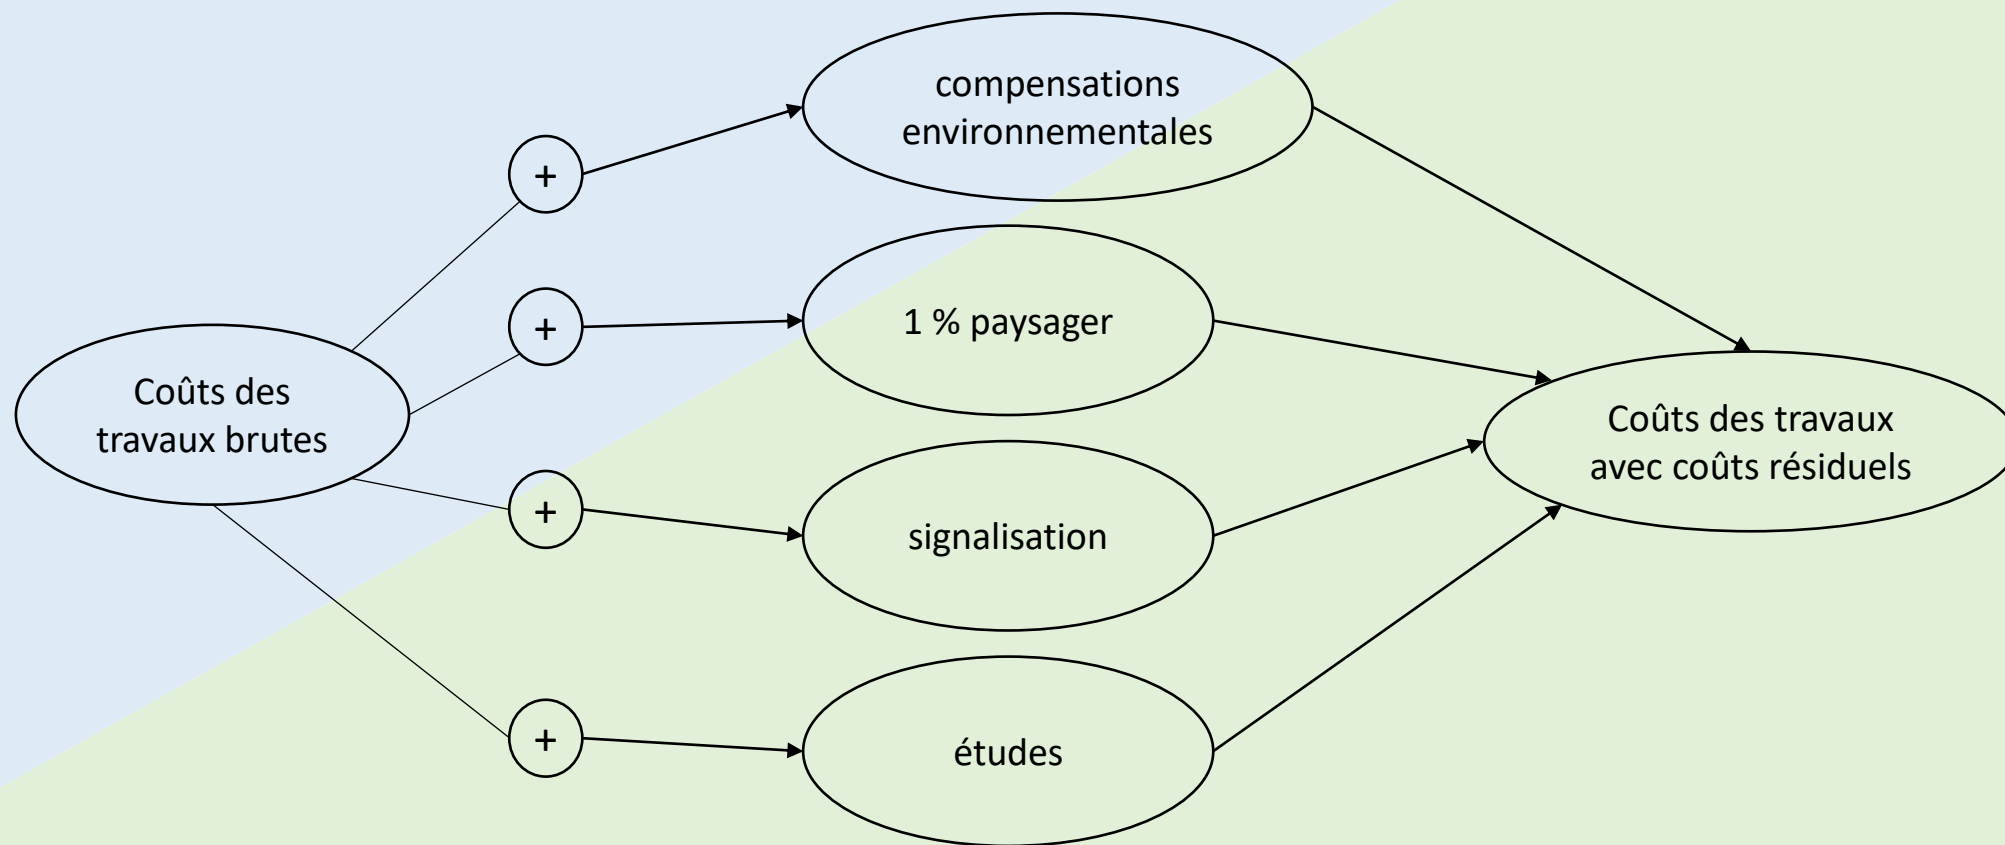 compensations
environnementales
+
+
1 % paysager
Coûts des
travaux brutes
Coûts des travaux
avec coûts résiduels
+
signalisation
+
études